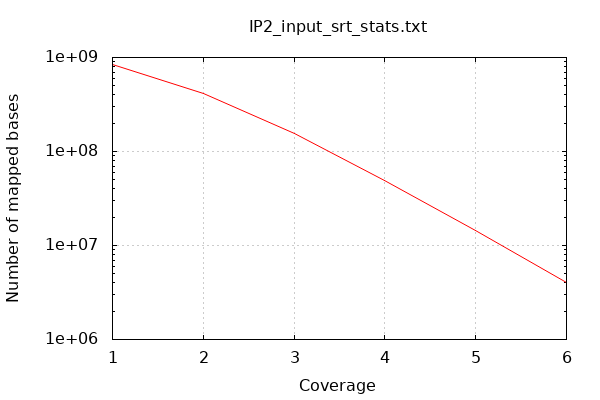 IP2_input_srt_stats.txt
Number of mapped bases
1e+09
1e+08
1e+07
1e+06
1 2 3 4 5 6
Coverage